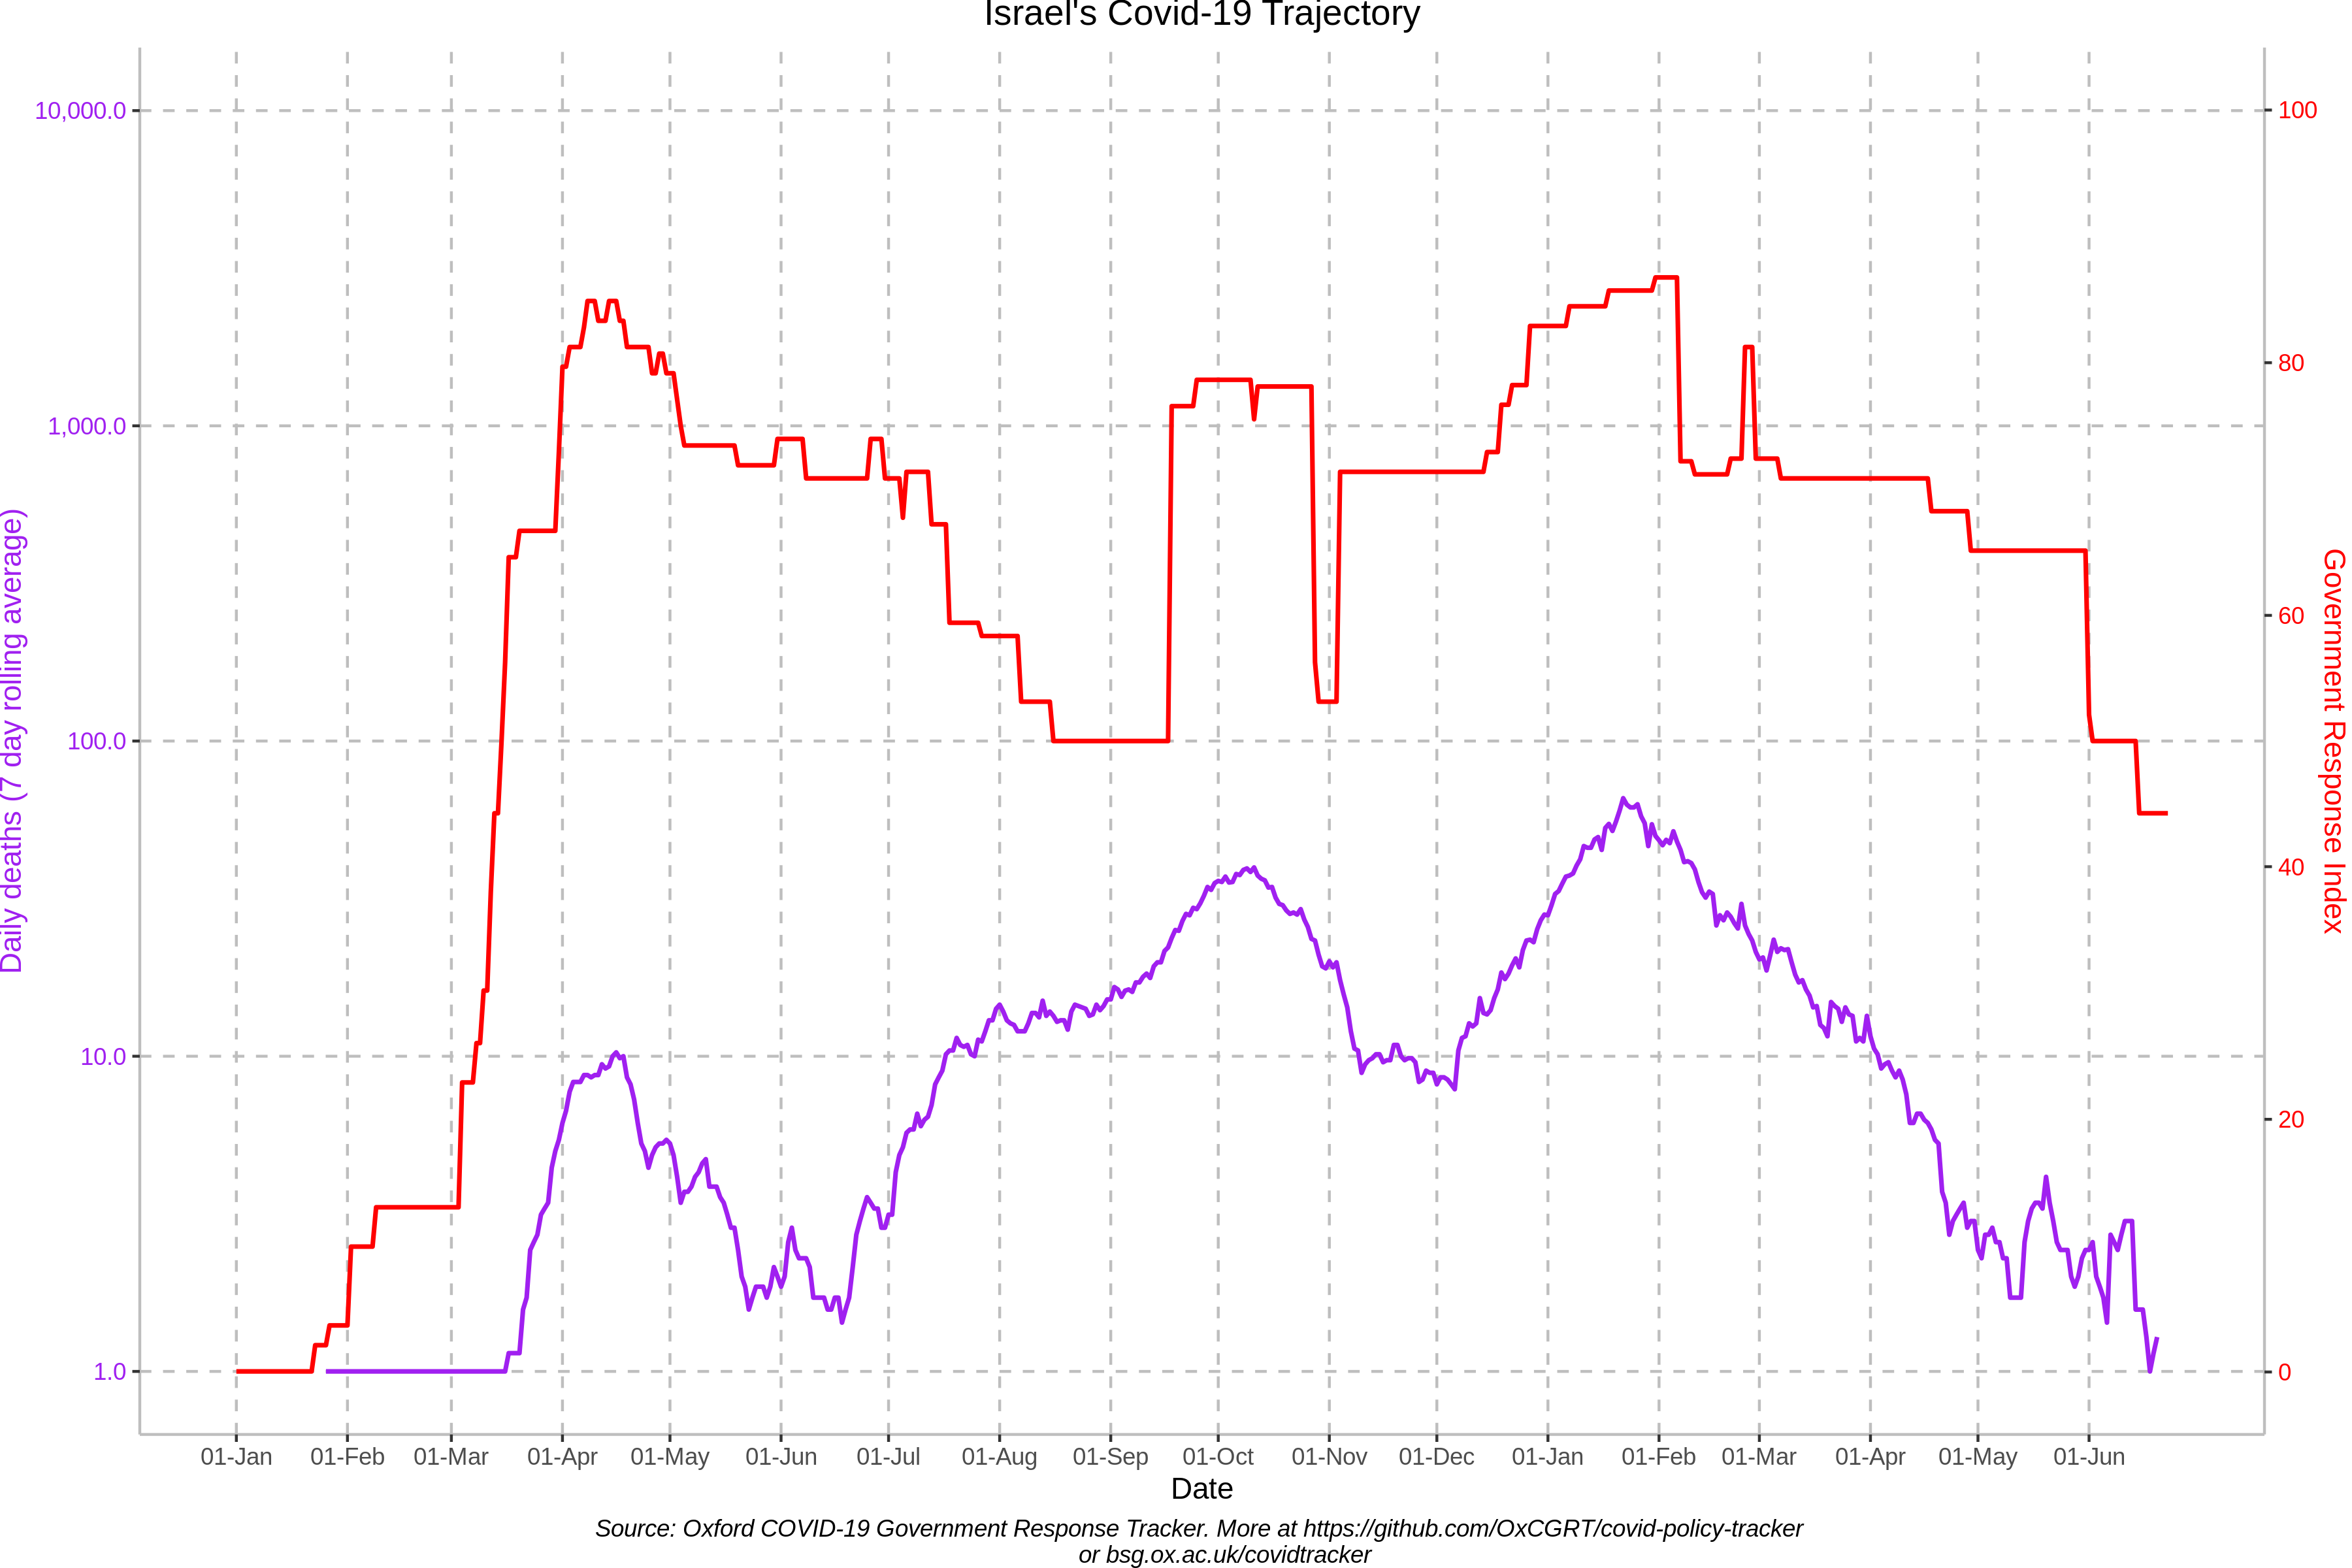 Israel's Covid-19 Trajectory
10,000.0
1,000.0
100.0
10.0
1.0
Daily deaths (7 day rolling average)
100
80
60
40
20
0
Government Response Index
01-Jan 01-Feb 01-Mar 01-Apr 01-May 01-Jun 01-Jul 01-Aug 01-Sep 01-Oct 01-Nov 01-Dec 01-Jan 01-Feb 01-Mar 01-Apr 01-May 01-Jun
Date
Source: Oxford COVID-19 Government Response Tracker. More at https://github.com/OxCGRT/covid-policy-tracker
or bsg.ox.ac.uk/covidtracker